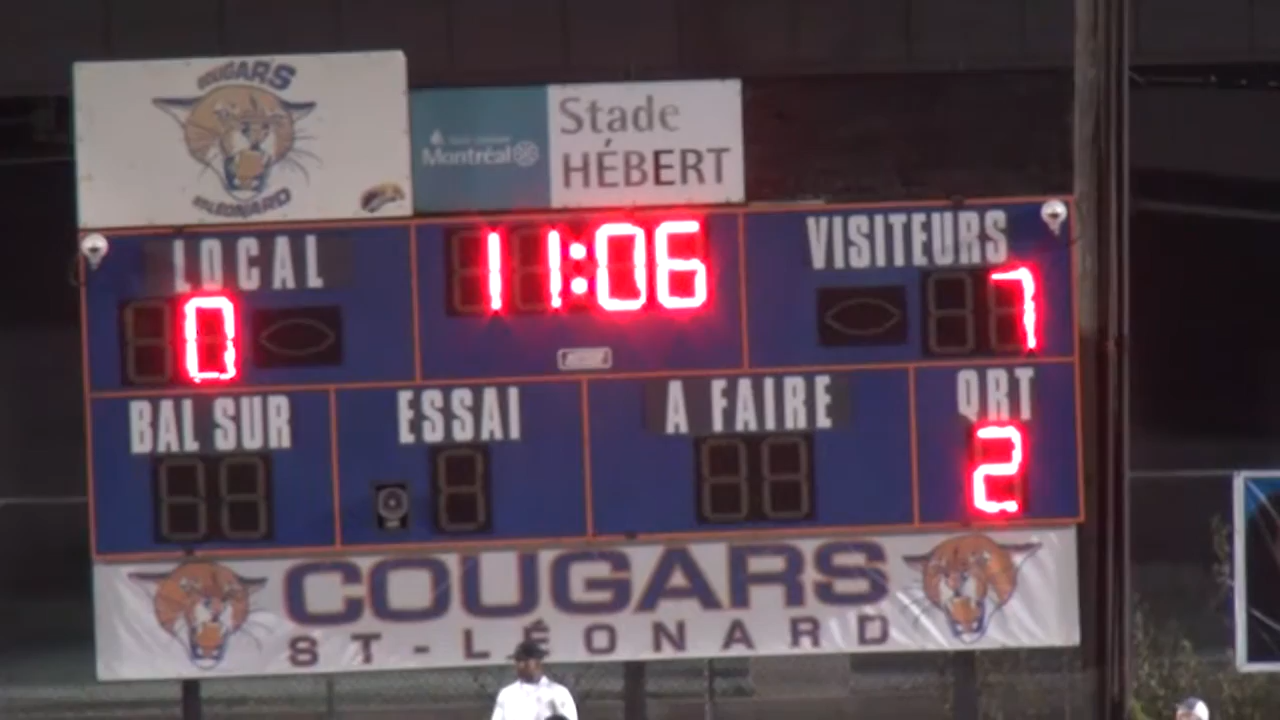 COUGARS
ST-LÉONARD
Montréal
Stade
HÉBERT
LOCAL
11:06
VISITEURS
0
7
BAL SUR
ESSAI
A FAIRE
QRT
2
COUGARS
ST-LÉONARD